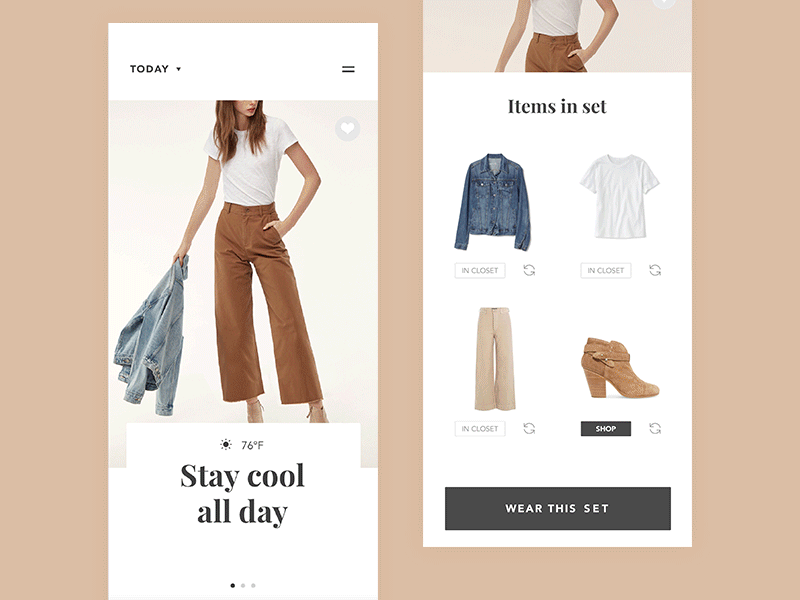 TODAY
76°F
Stay cool
all day
Items in set
IN CLOSET
IN CLOSET
IN CLOSET
SHOP
WEAR THIS SET